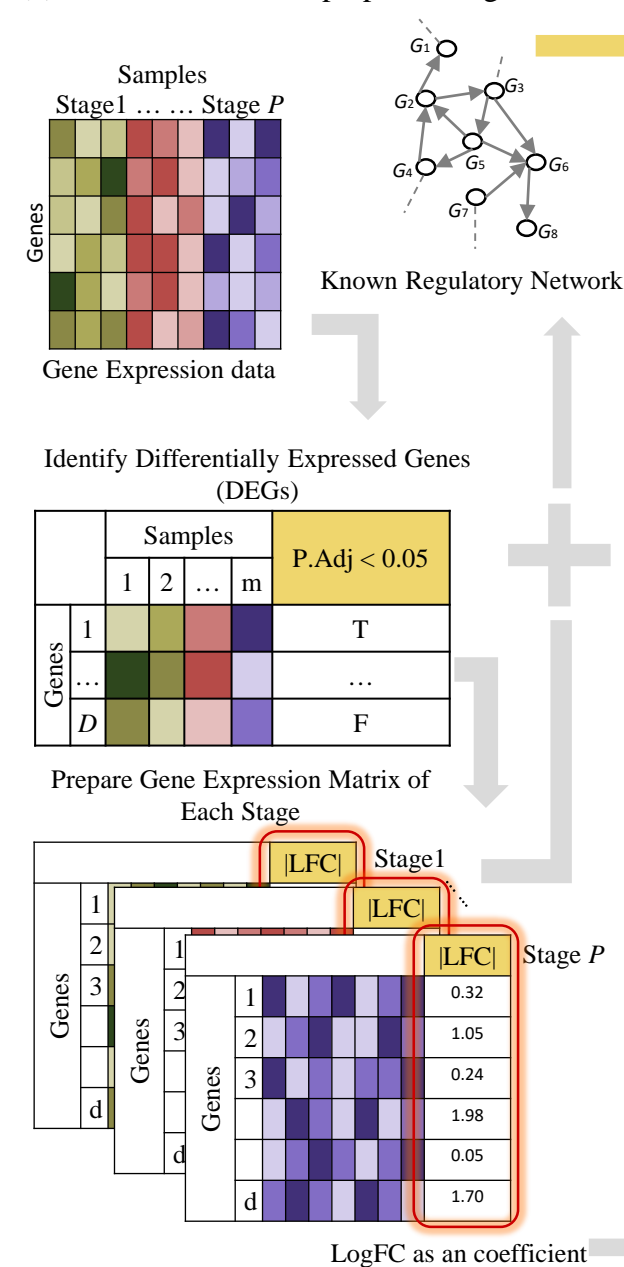 Samples
Stage1 … … Stage P
Genes
Gene Expression data
G1
G2
G3
G4
G5
G6
G7
G8
Known Regulatory Network
Identify Differentially Expressed Genes
(DEGs)
Samples
P.Adj < 0.05
1 2 … m
Genes
1 T
… …
D F
Prepare Gene Expression Matrix of
Each Stage
|LFC| Stage1
Genes
1
2
3
d
|LFC|
Genes
1
2
3
d
|LFC| Stage P
Genes
1 0.32
2 1.05
3 0.24
1.98
0.05
d 1.70
LogFC as an coefficient